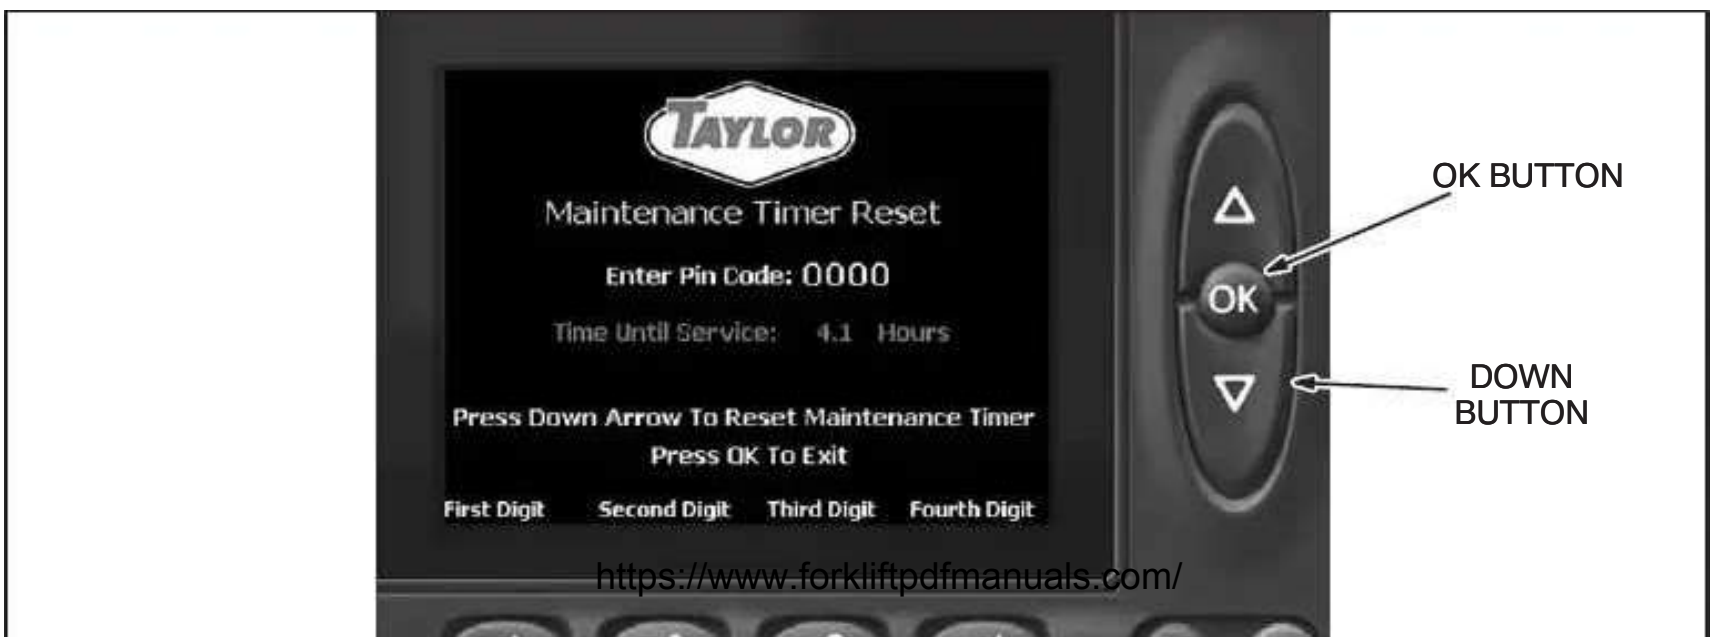 TAYLOR
Maintenance Timer Reset
Enter Pin Code: 0000
Time Until Service: 4.1 Hours
Press Down Arrow To Reset Maintenance Timer
Press OK To Exit
First Digit Second Digit Third Digit Fourth Digit
OK
OK BUTTON
DOWN
BUTTON
https://www.forkliftpdfmanuals.com/